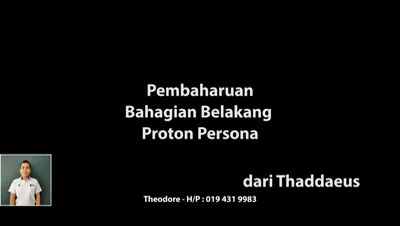 Pembaharuan
Bahagian Belakang
Proton Persona
dari Thaddaeus
Theodore - H/P : 019 431 9983